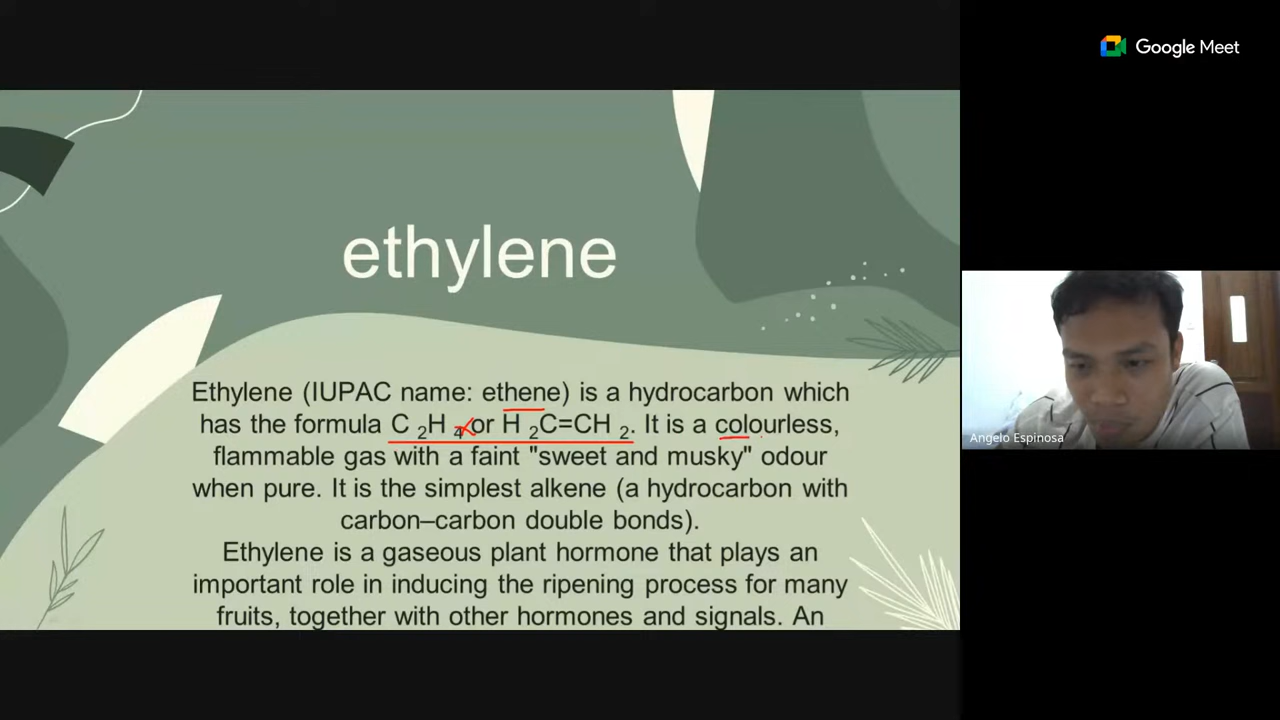 Google Meet
ethylene
Ethylene (IUPAC name: ethene) is a hydrocarbon which
has the formula C 2H 4 or H 2C=CH 2. It is a colourless,
flammable gas with a faint "sweet and musky" odour
when pure. It is the simplest alkene (a hydrocarbon with
carbon–carbon double bonds).
Ethylene is a gaseous plant hormone that plays an
important role in inducing the ripening process for many
fruits, together with other hormones and signals. An
Angelo Espinosa